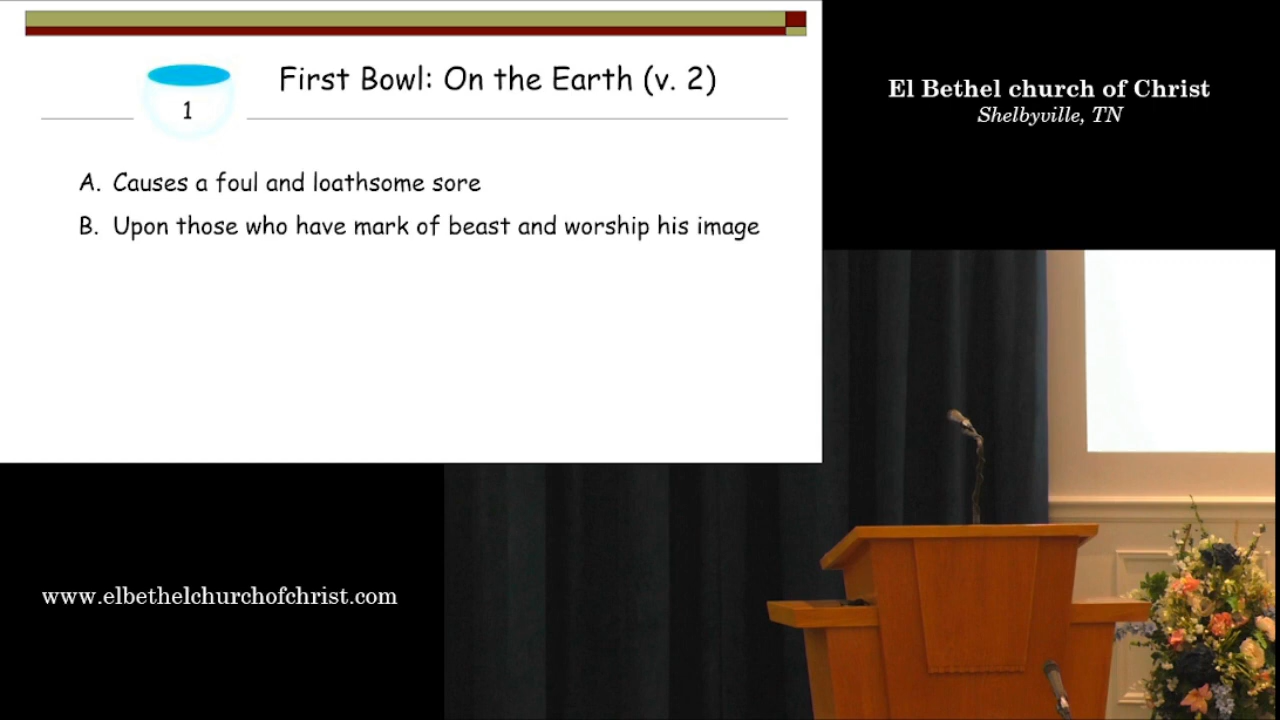 First Bowl: On the Earth (v. 2)
1
A. Causes a foul and loathsome sore
B. Upon those who have mark of beast and worship his image
El Bethel church of Christ
Shelbyville, TN
www.elbethelchurchofchrist.com